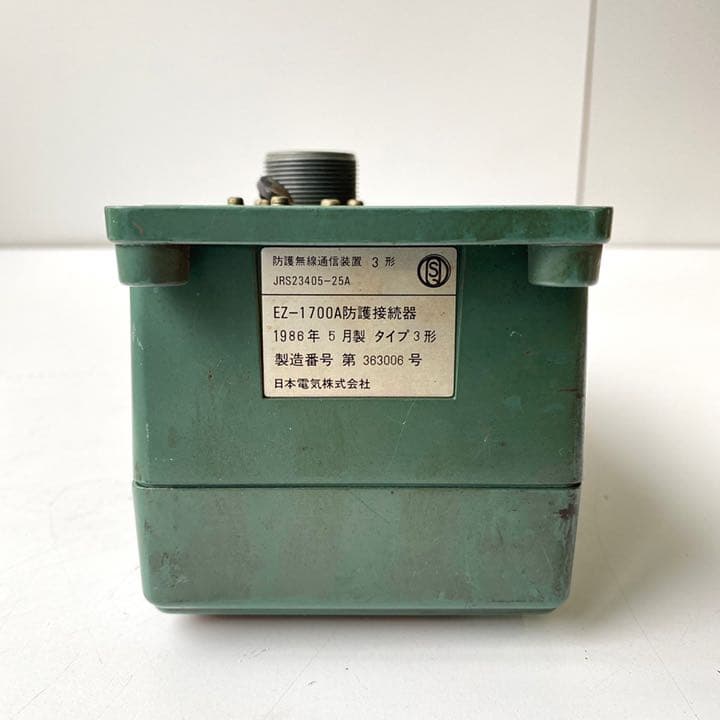 防護無線通信装置 3形
JRS23405-25A
EZ-1700A防護接続器
1986年 5月製 タイプ3形
製造番号 第 363006 号
日本電気株式会社